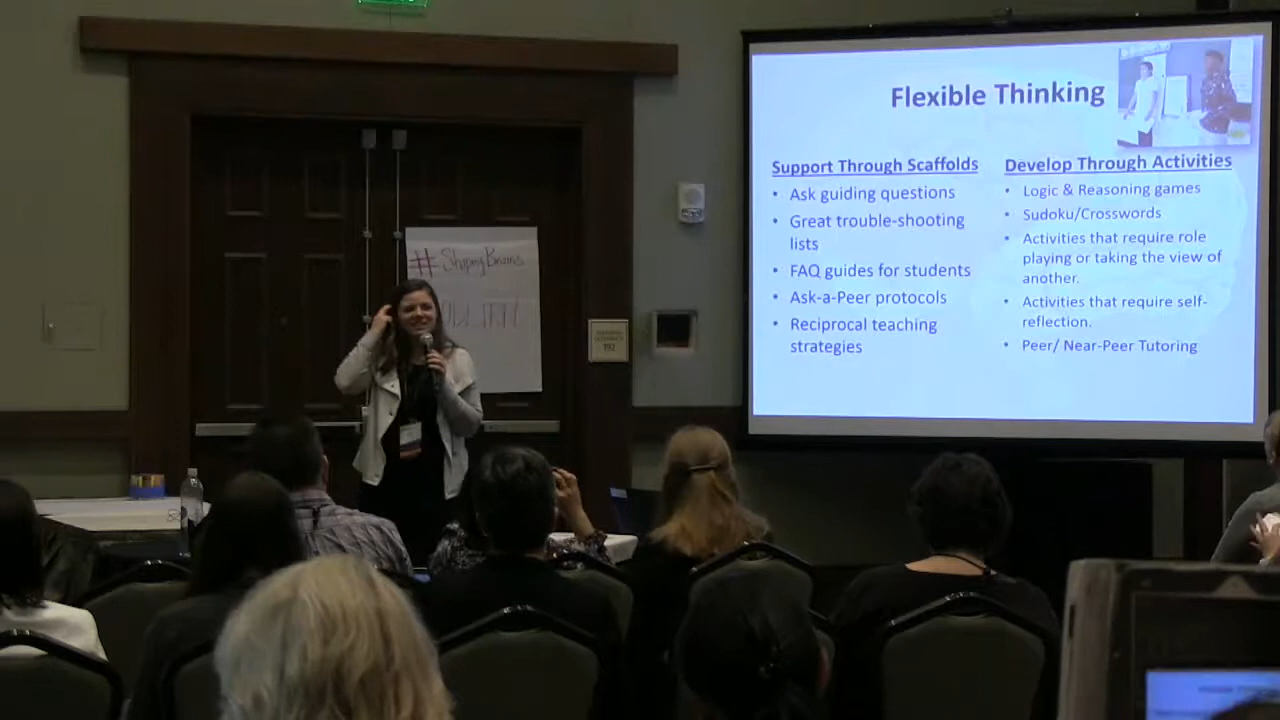 Flexible Thinking
Support Through Scaffolds
• Ask guiding questions
• Great trouble-shooting
lists
• FAQ guides for students
• Ask-a-Peer protocols
• Reciprocal teaching
strategies
Develop Through Activities
• Logic & Reasoning games
• Sudoku/Crosswords
• Activities that require role
playing or taking the view of
another.
• Activities that require self-
reflection.
• Peer/ Near-Peer Tutoring
#ShapingBrains
192